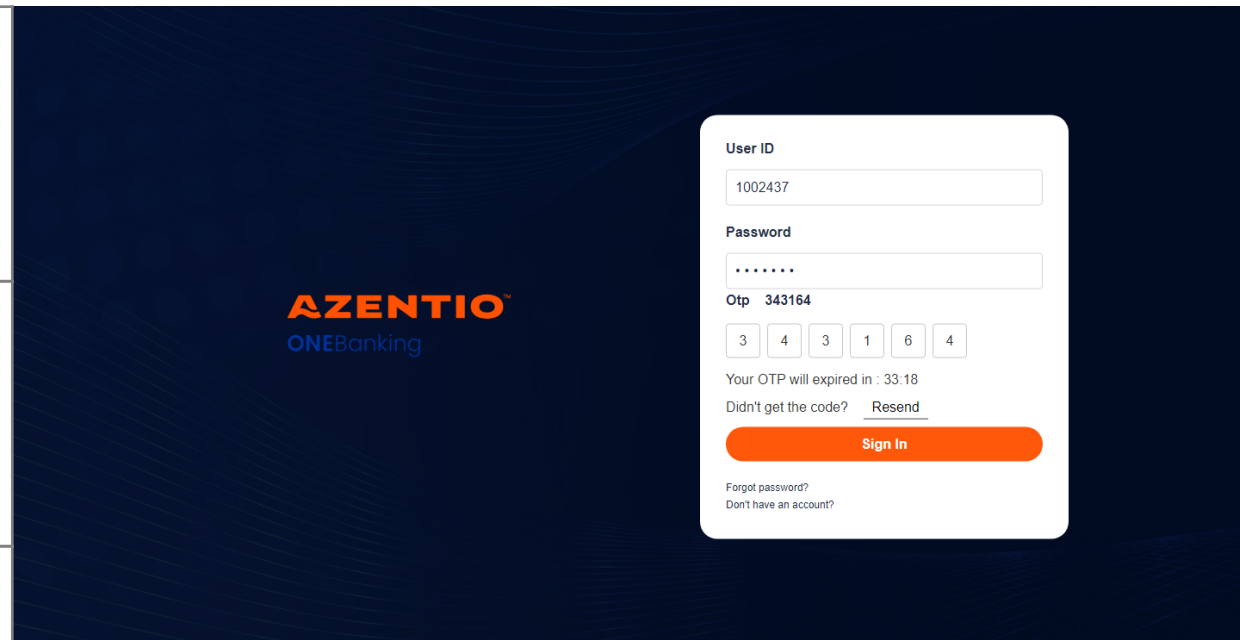 AZENTIO™
ONEBanking
User ID
1002437
Password
•••••••
Otp 343164
3 4 3 1 6 4
Your OTP will expired in : 33:18
Didn't get the code? Resend
Sign In
Forgot password?
Don't have an account?